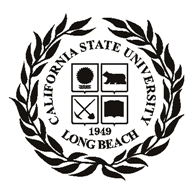 CALIFORNIA STATE UNIVERSITY
1949
LONG BEACH